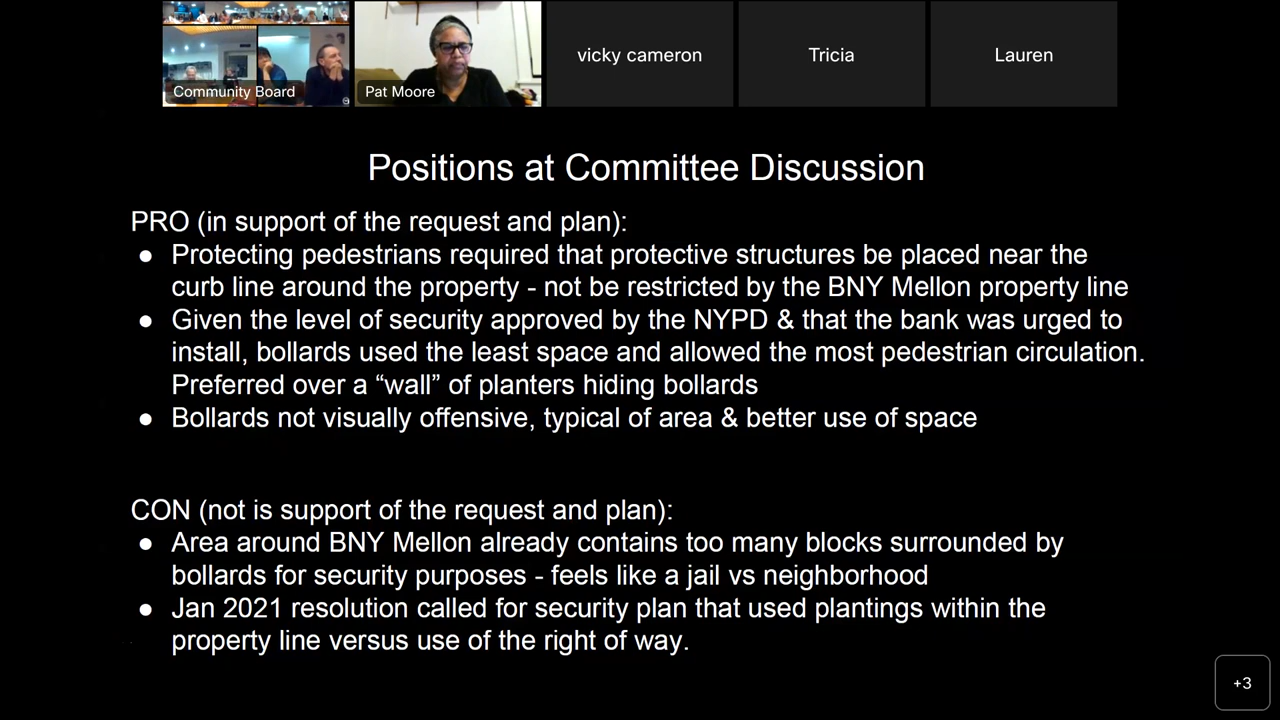 Community Board
Pat Moore
vicky cameron
Tricia
Lauren
Positions at Committee Discussion
PRO (in support of the request and plan):
● Protecting pedestrians required that protective structures be placed near the
curb line around the property - not be restricted by the BNY Mellon property line
● Given the level of security approved by the NYPD & that the bank was urged to
install, bollards used the least space and allowed the most pedestrian circulation.
Preferred over a “wall” of planters hiding bollards
● Bollards not visually offensive, typical of area & better use of space
CON (not is support of the request and plan):
● Area around BNY Mellon already contains too many blocks surrounded by
bollards for security purposes - feels like a jail vs neighborhood
● Jan 2021 resolution called for security plan that used plantings within the
property line versus use of the right of way.
+3